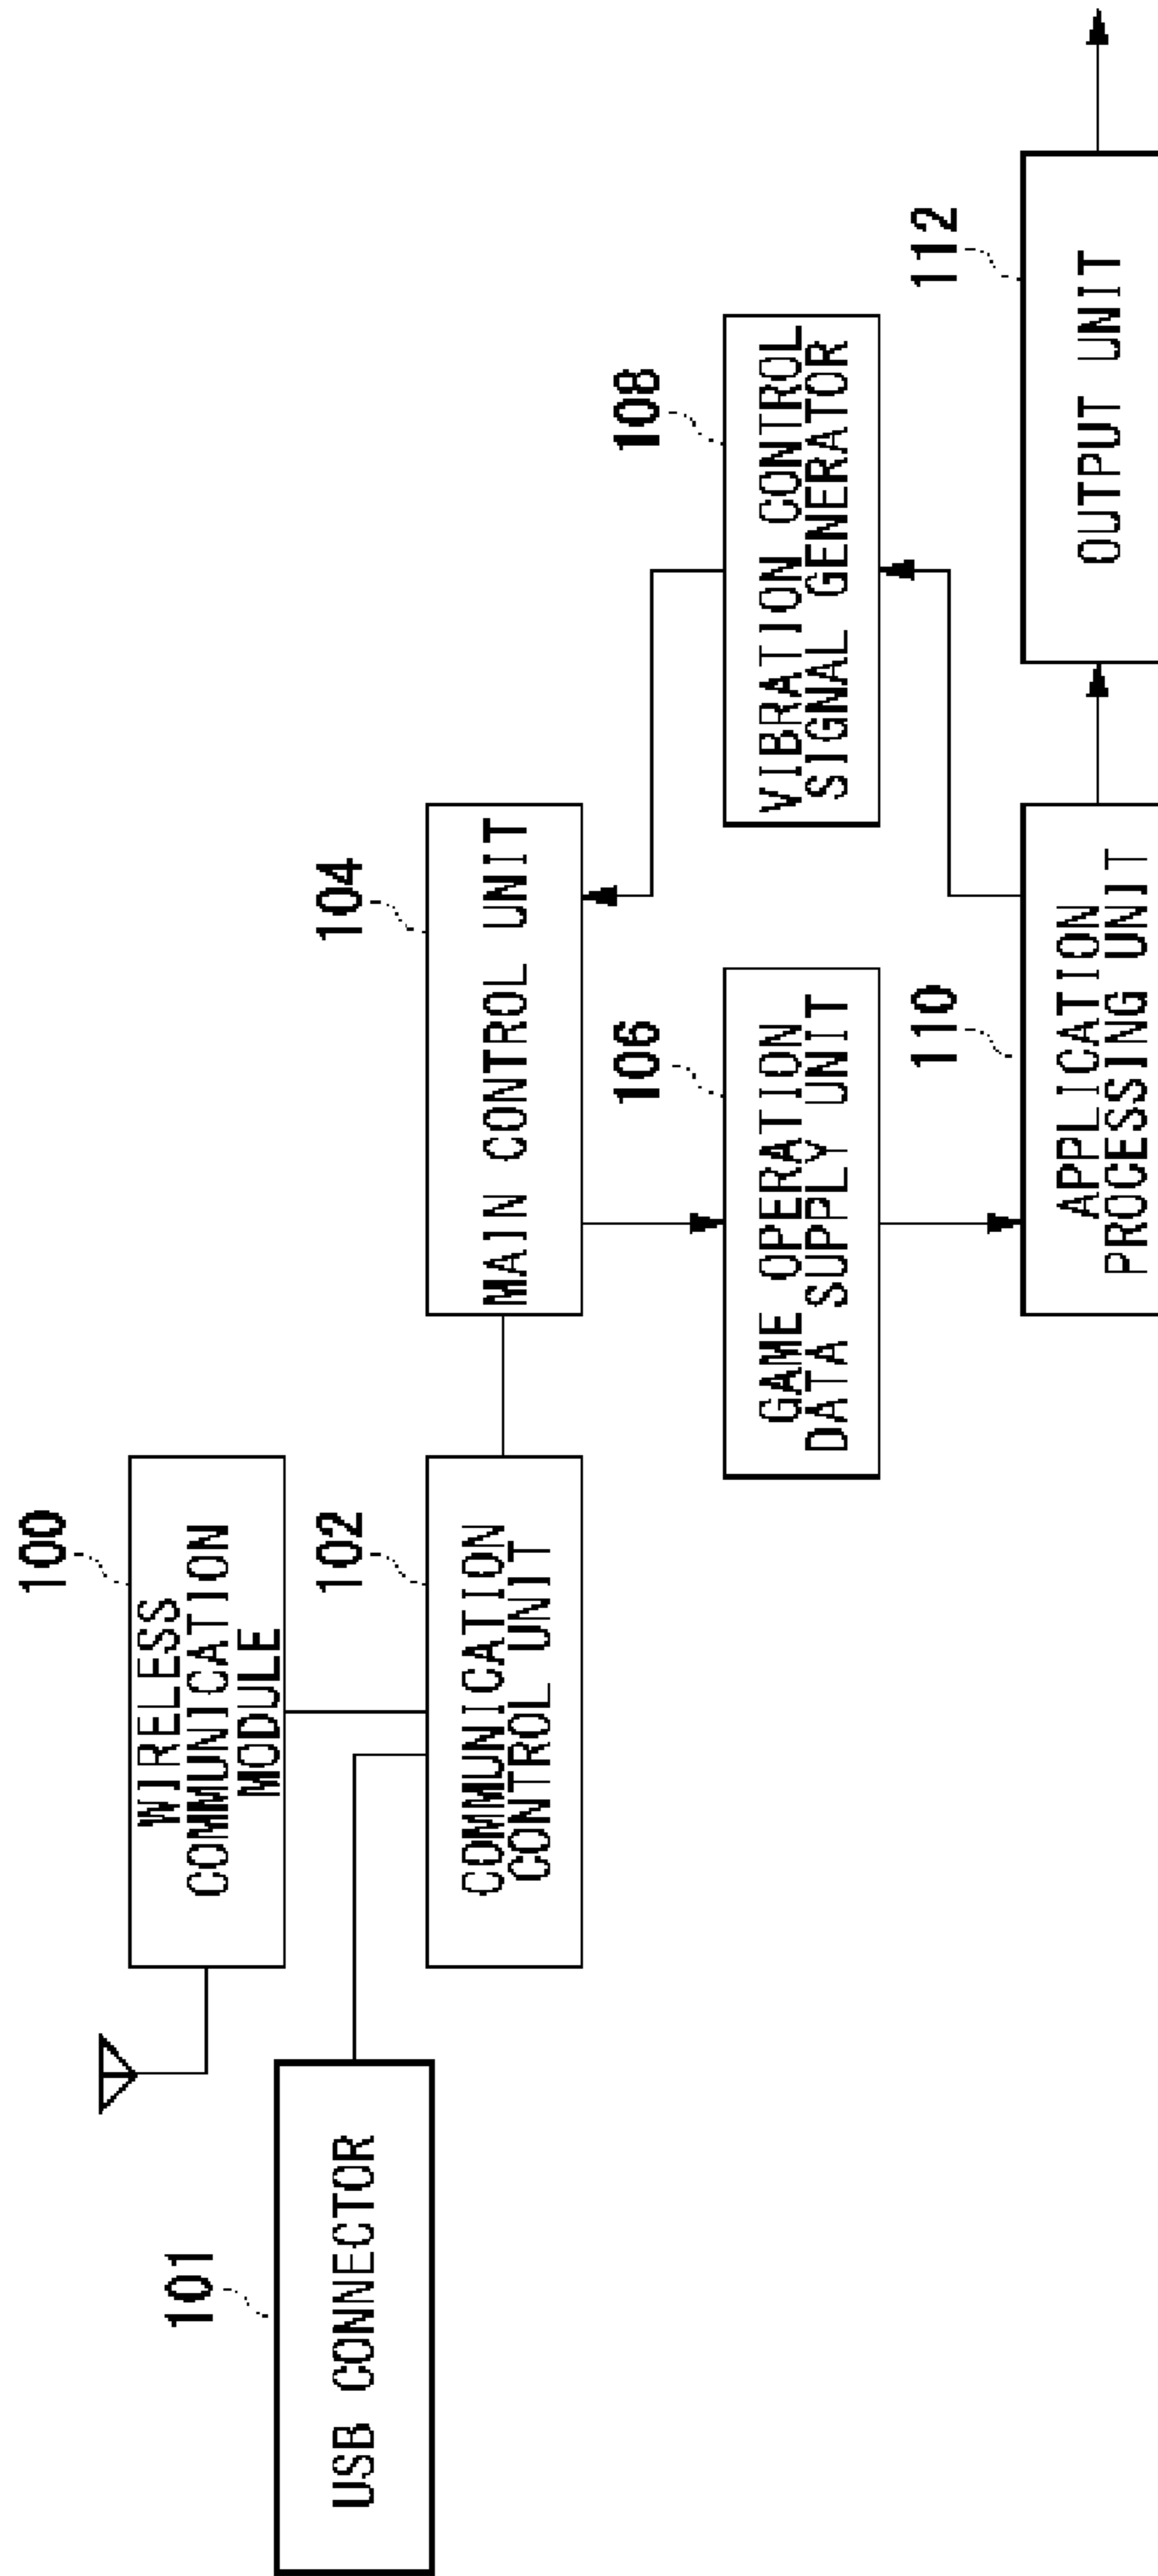 100
WIRELESS
COMMUNICATION
MODULE
101
USB CONNECTOR
102
COMMUNICATION
CONTROL UNIT
104
MAIN CONTROL UNIT
106
GAME OPERATION
DATA SUPPLY UNIT
108
VIBRATION CONTROL
SIGNAL GENERATOR
110
APPLICATION
PROCESSING UNIT
112
OUTPUT UNIT